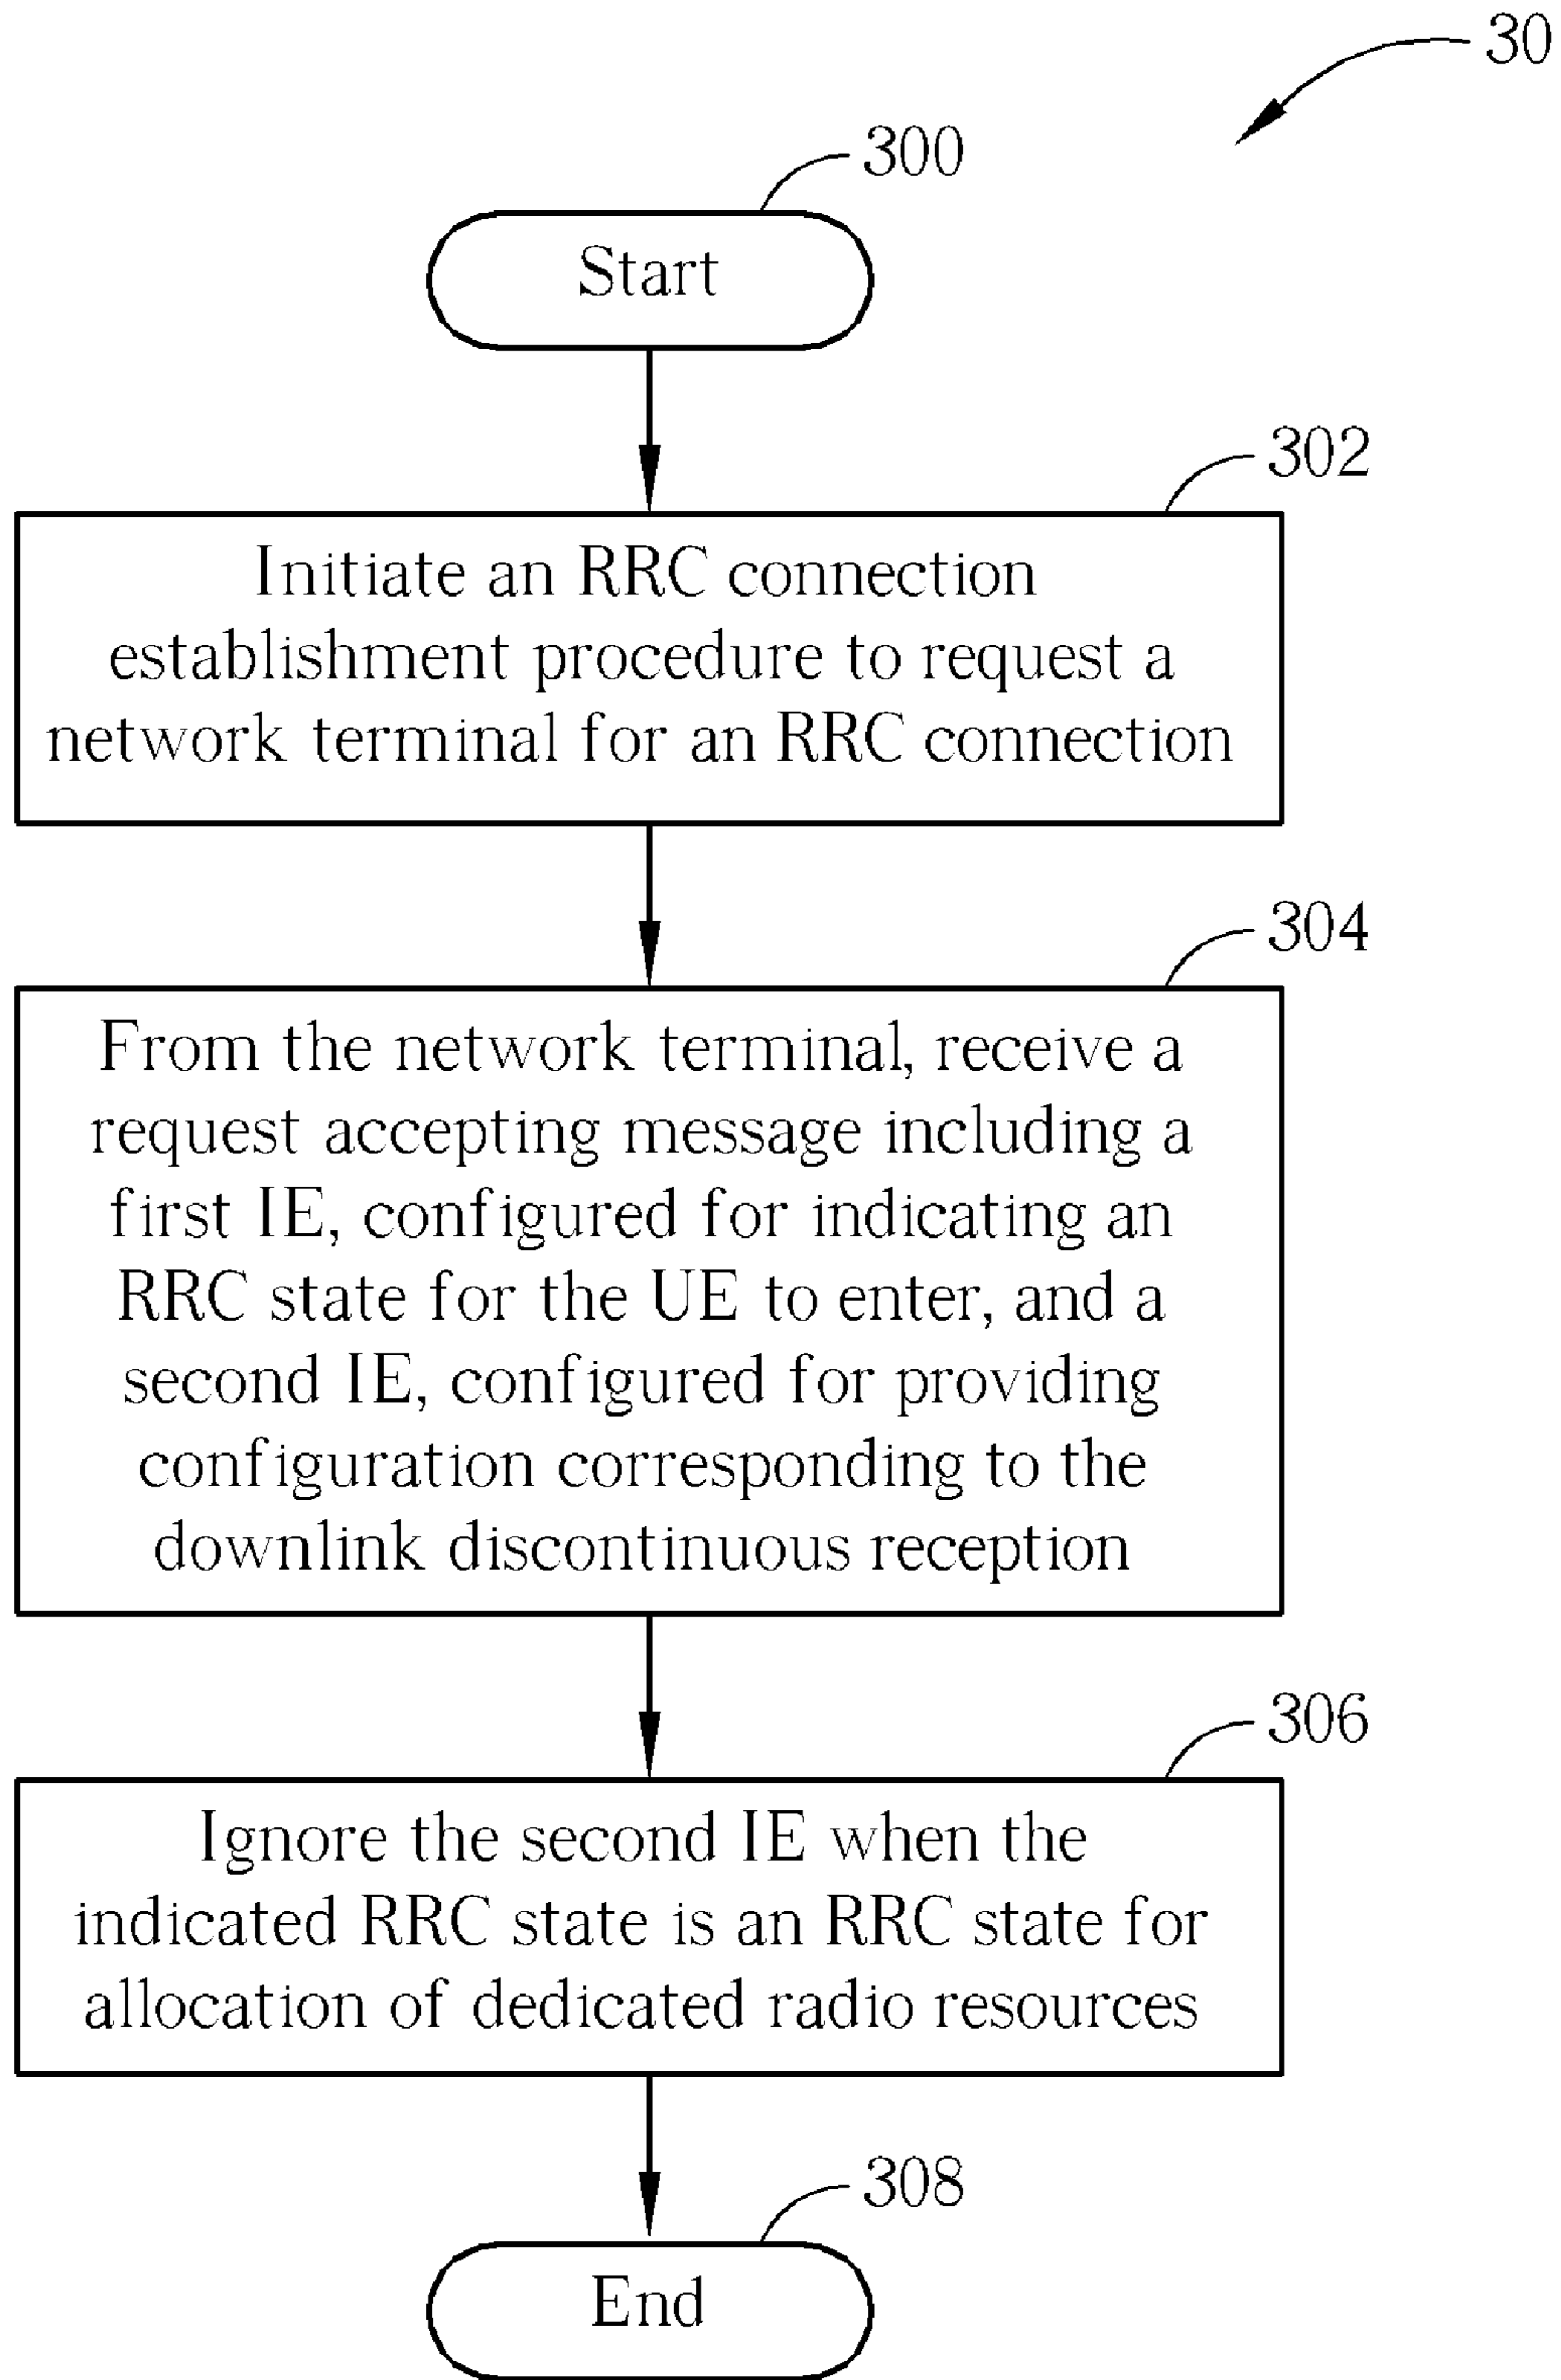 30
300
Start
302
Initiate an RRC connection
establishment procedure to request a
network terminal for an RRC connection
304
From the network terminal, receive a
request accepting message including a
first IE, configured for indicating an
RRC state for the UE to enter, and a
second IE, configured for providing
configuration corresponding to the
downlink discontinuous reception
306
Ignore the second IE when the
indicated RRC state is an RRC state for
allocation of dedicated radio resources
308
End